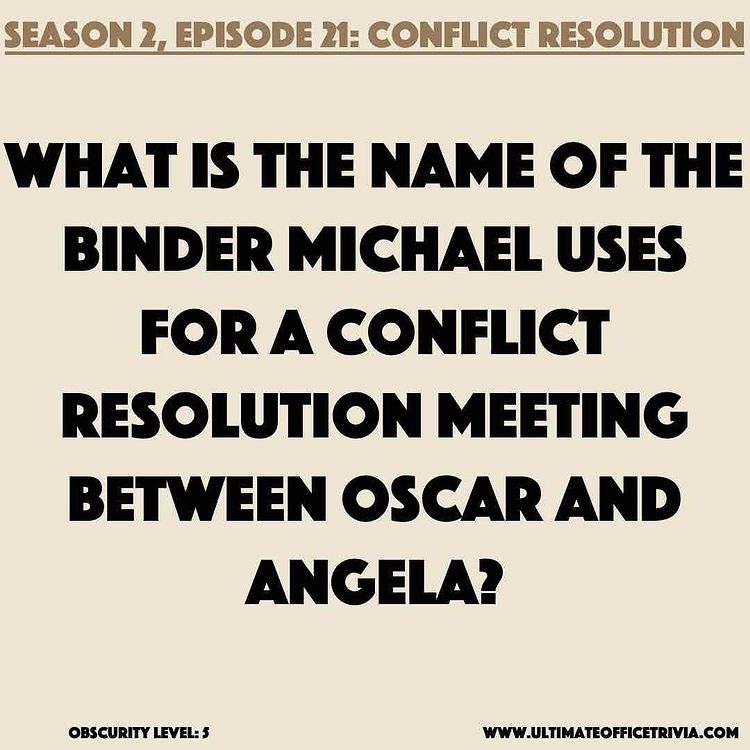 SEASON 2, EPISODE 21: CONFLICT RESOLUTION
WHAT IS THE NAME OF THE
BINDER MICHAEL USES
FOR A CONFLICT
RESOLUTION MEETING
BETWEEN OSCAR AND
ANGELA?
OBSCURITY LEVEL: 5
WWW.ULTIMATEOFFICETRIVIA.COM